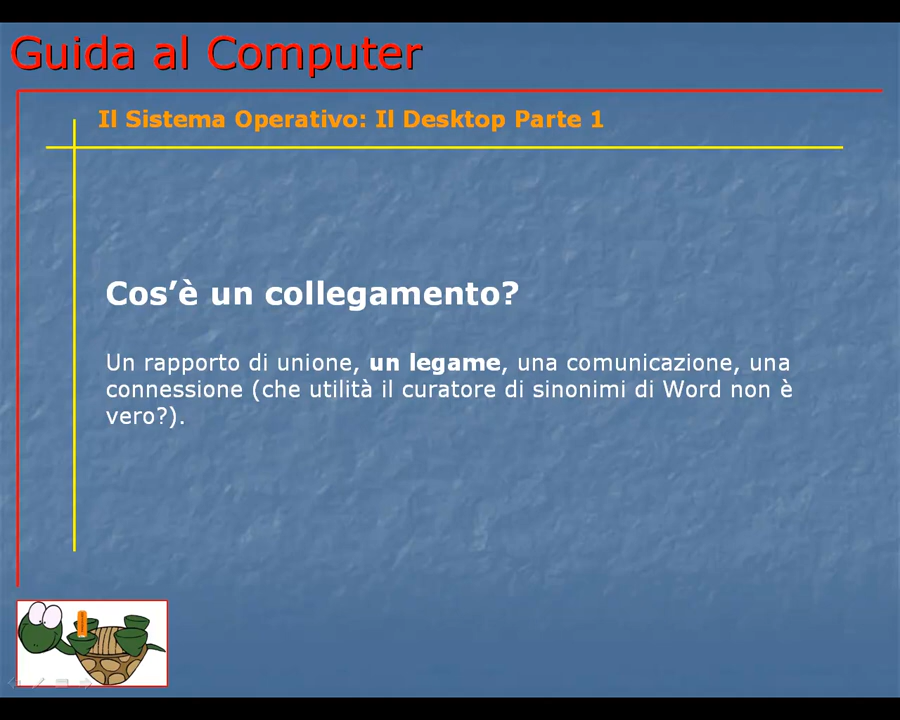 Guida al Computer
Il Sistema Operativo: Il Desktop Parte 1
Cos’è un collegamento?
Un rapporto di unione, un legame, una comunicazione, una
connessione (che utilità il curatore di sinonimi di Word non è
vero?).